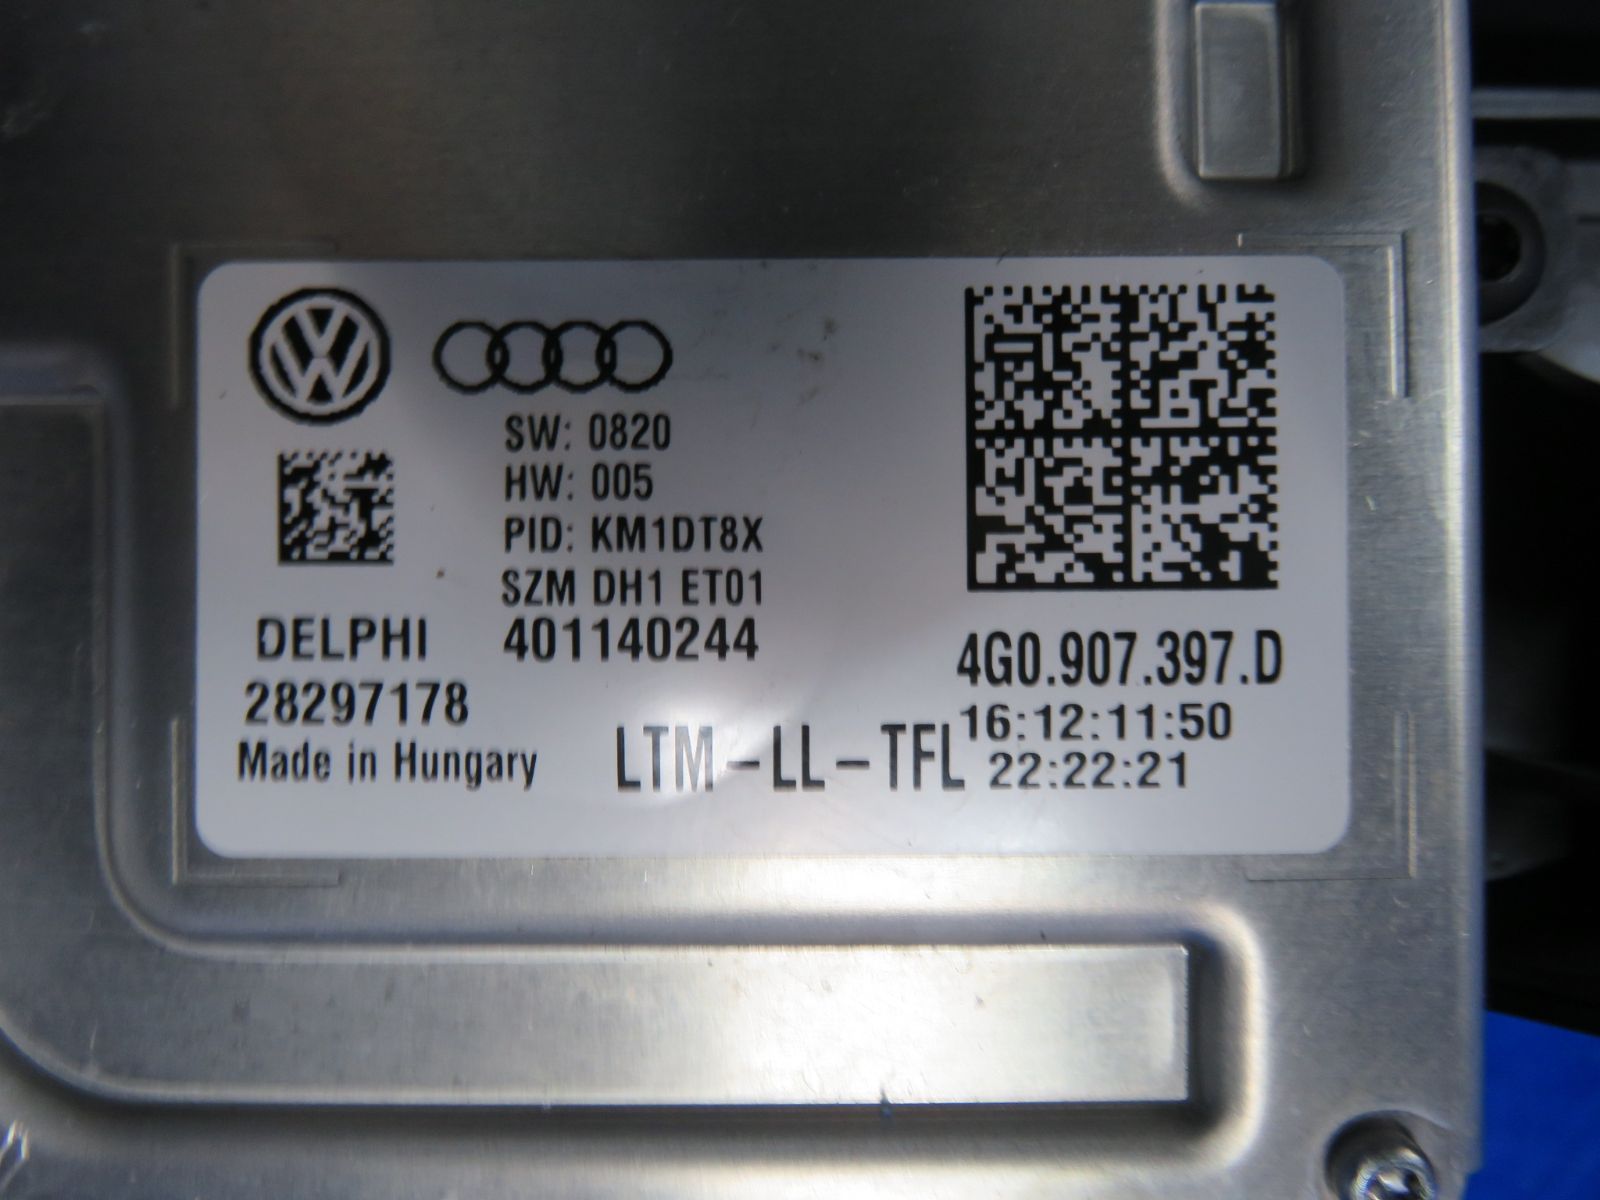 SW: 0820
HW: 005
PID: KM1DT8X
SZM DH1 ET01
401140244
DELPHI
28297178
Made in Hungary
LTM-LL-TFL
4G0.907.397.D
16:12:11:50
22:22:21